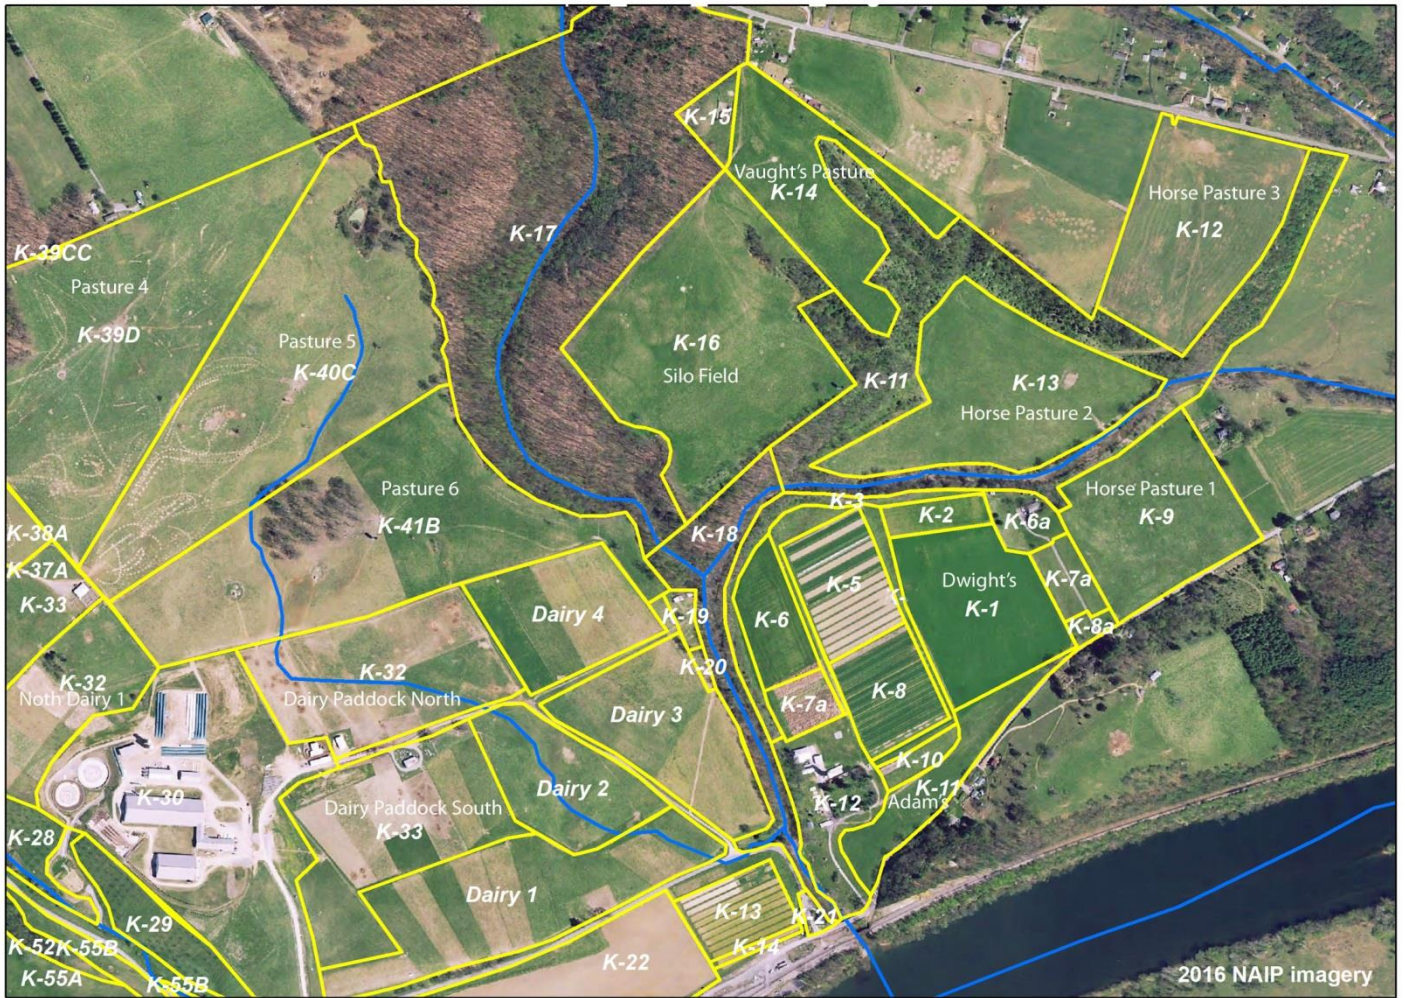 K-15
Vaught's Pasture
K-14
Horse Pasture 3
K-12
K-17
K-39CC
Pasture 4
K-39D
Pasture 5
K-40C
K-16
Silo Field
K-11
K-13
Horse Pasture 2
Pasture 6
K-41B
Horse Pasture 1
K-9
K-3
K-2
K-6a
K-18
K-38A
K-37A
K-33
K-5
Dwight's
K-1
K-7a
K-8a
K-19
K-6
Dairy 4
K-20
K-32
Noth Dairy 1
K-32
Dairy Paddock North
K-8
K-7a
Dairy 3
K-10
K-11
Adam's
K-12
Dairy 2
K-30
Dairy Paddock South
K-33
K-28
Dairy 1
K-29
K-13
K-21
K-14
K-52
K-55B
K-55A
K-55B
K-22
2016 NAIP imagery